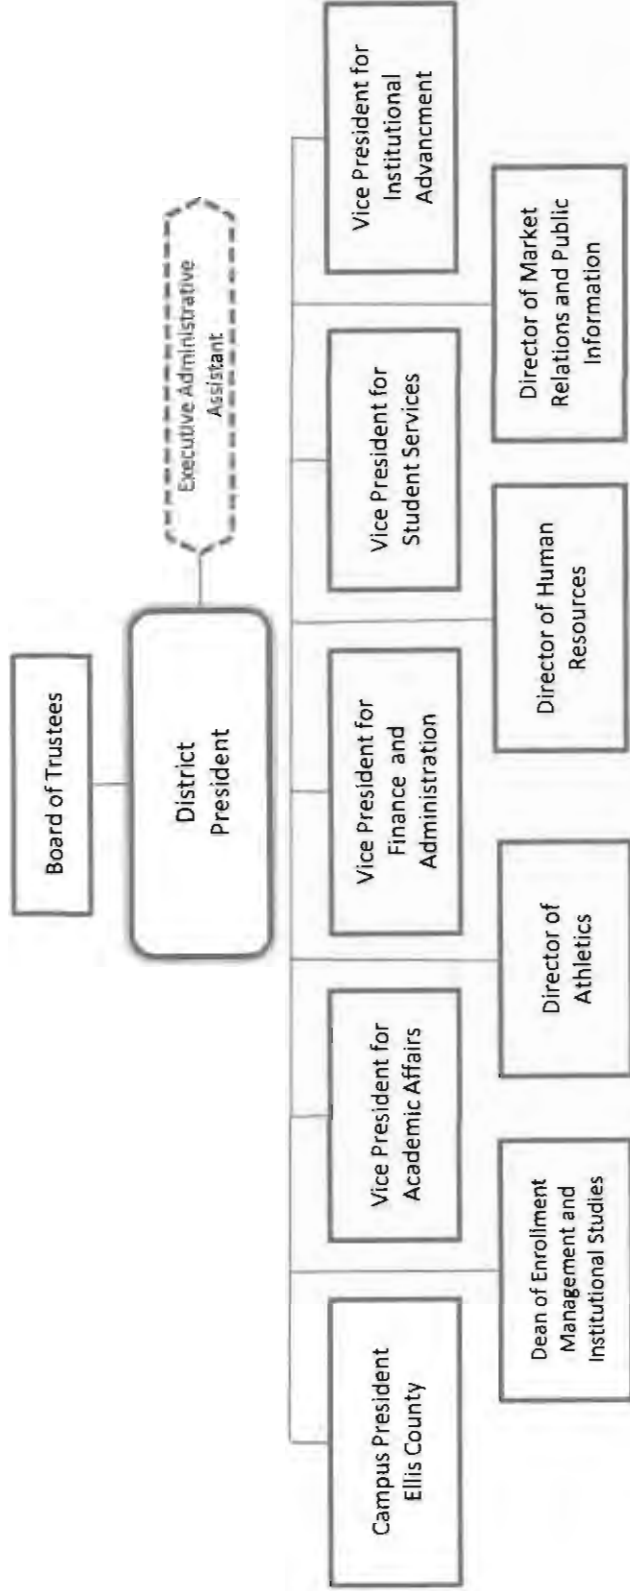 Board of Trustees
District
President
Executive Administrative
Assistant
Campus President
Ellis County
Vice President for
Academic Affairs
Vice President for
Finance and
Administration
Vice President for
Student Services
Vice President for
Institutional
Advancment
Dean of Enrollment
Management and
Institutional Studies
Director of
Athletics
Director of Human
Resources
Director of Market
Relations and Public
Information